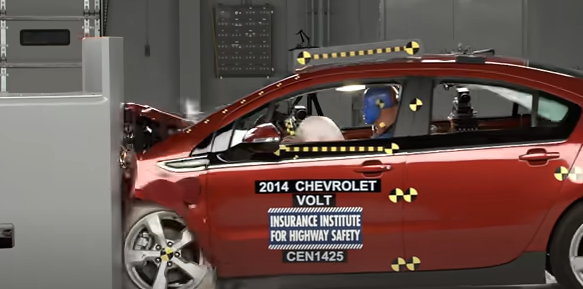 2014 CHEVROLET
VOLT
INSURANCE INSTITUTE
FOR HIGHWAY SAFETY
CEN1425